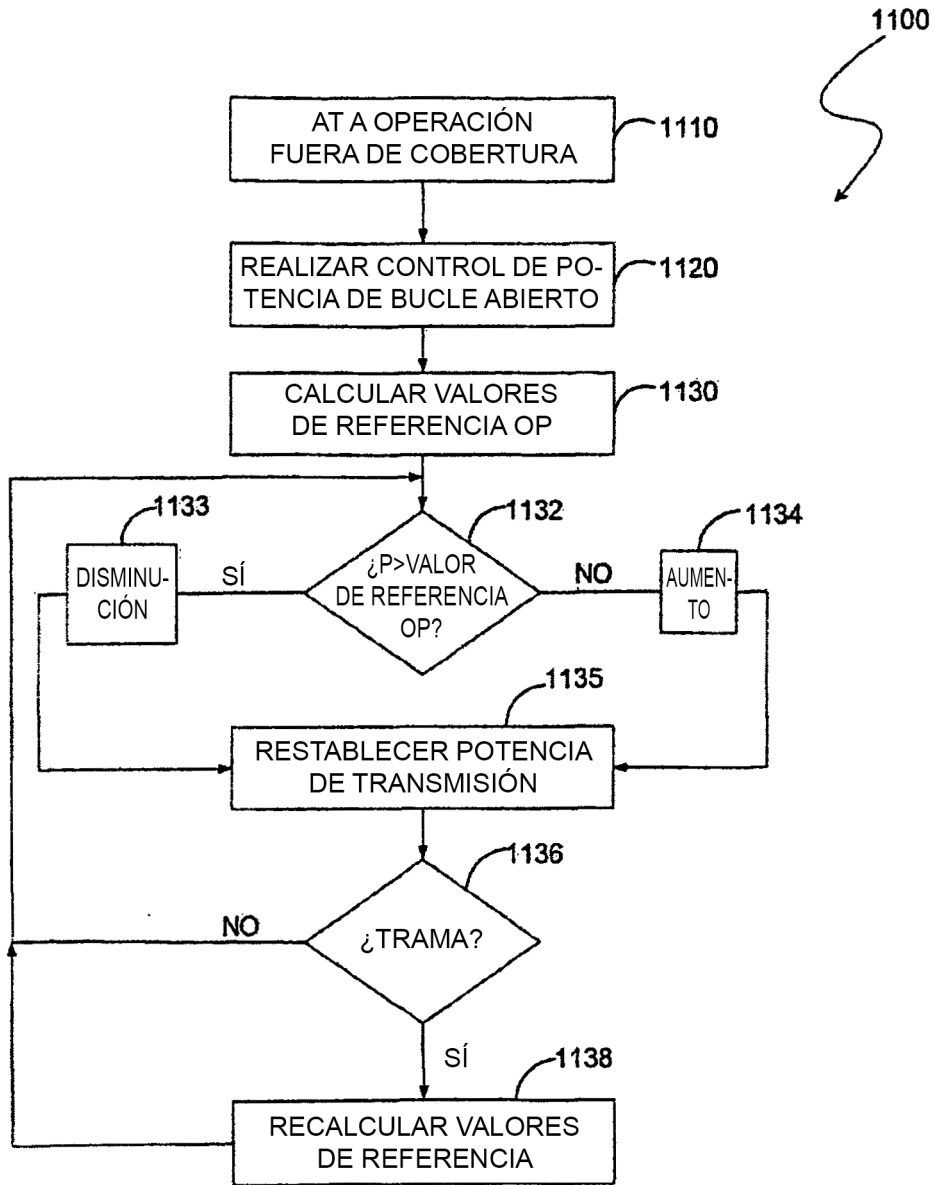 1100
AT A OPERACIÓN
FUERA DE COBERTURA
1110
REALIZAR CONTROL DE PO-
TENCIA DE BUCLE ABIERTO
1120
CALCULAR VALORES
DE REFERENCIA OP
1130
1133
1132
1134
DISMINU-
CIÓN
SÍ
¿P>VALOR
DE REFERENCIA
OP?
NO
AUMEN-
TO
1135
RESTABLECER POTENCIA
DE TRANSMISIÓN
1136
NO
¿TRAMA?
SÍ
1138
RECALCULAR VALORES
DE REFERENCIA